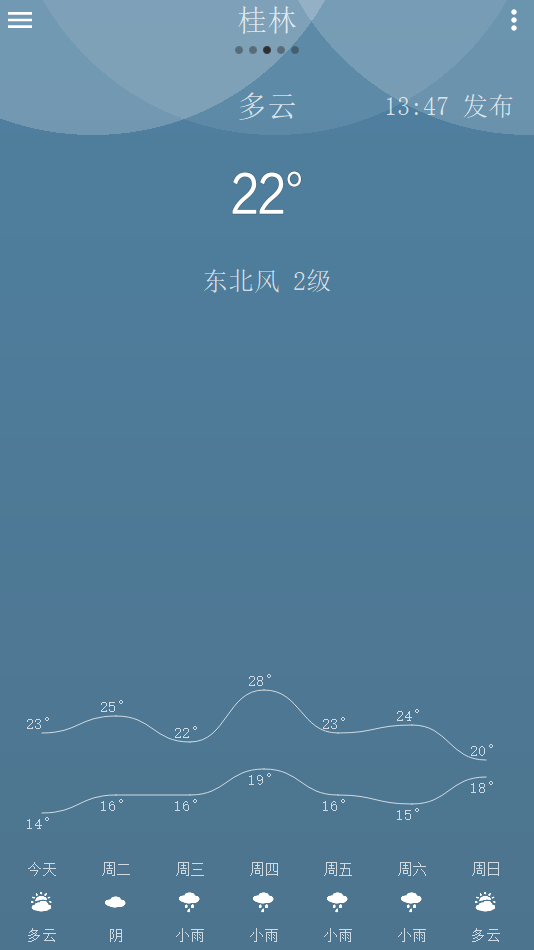 桂林
多云
13:47 发布
22°
东北风 2级
23° 25° 22° 28° 23° 24° 20°
14° 16° 16° 19° 16° 15° 18°
今天 周二 周三 周四 周五 周六 周日
多云 阴 小雨 小雨 小雨 小雨 多云